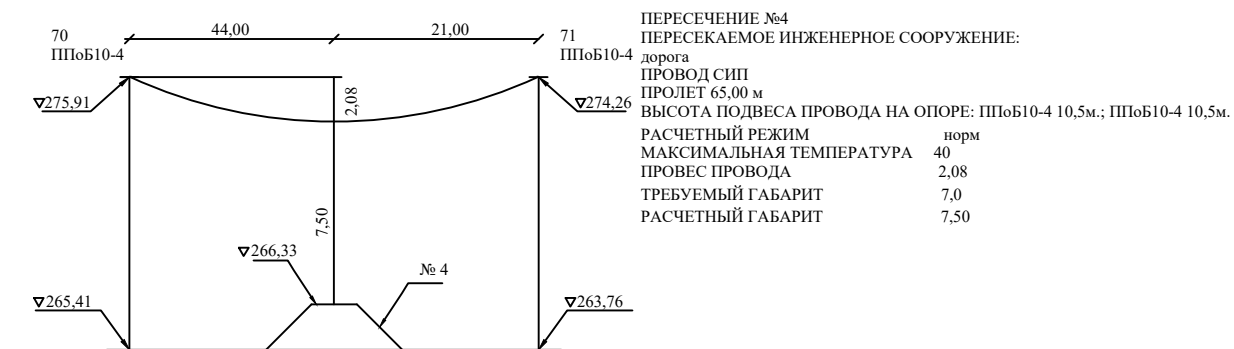 70
ППоБ10-4
44,00
21,00
71
ППоБ10-4
275,91
2,08
274,26
7,50
266,33
№ 4
265,41
263,76
ПЕРЕСЕЧЕНИЕ №4
ПЕРЕСЕКАЕМОЕ ИНЖЕНЕРНОЕ СООРУЖЕНИЕ:
дорога
ПРОВОД СИП
ПРОЛЕТ 65,00 м
ВЫСОТА ПОДВЕСА ПРОВОДА НА ОПОРЕ: ППоБ10-4 10,5м.; ППоБ10-4 10,5м.
РАСЧЕТНЫЙ РЕЖИМ норм
МАКСИМАЛЬНАЯ ТЕМПЕРАТУРА 40
ПРОВЕС ПРОВОДА 2,08
ТРЕБУЕМЫЙ ГАБАРИТ 7,0
РАСЧЕТНЫЙ ГАБАРИТ 7,50